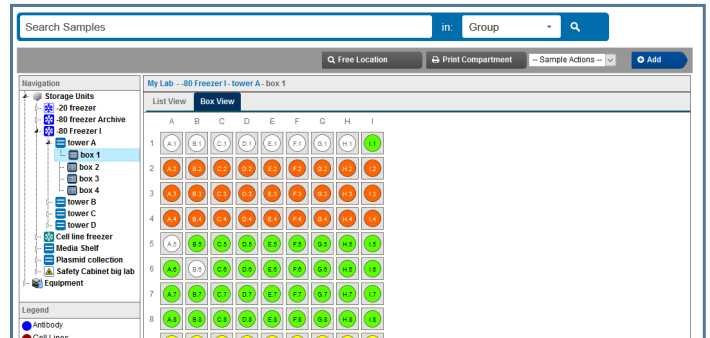 Search Samples in: Group
Free Location Print Compartment -- Sample Actions -- Add
Navigation
Storage Units
-20 freezer
-80 freezer Archive
-80 Freezer I
tower A
box 1
box 2
box 3
box 4
tower B
tower C
tower D
Cell line freezer
Media Shelf
Plasmid collection
Safety Cabinet big lab
Equipment
Legend
Antibody
Cell Lines
My Lab - -80 Freezer I - tower A - box 1
List View Box View
A B C D E F G H I
1 A.1 B.1 C.1 D.1 E.1 F.1 G.1 H.1 I.1
2 A.2 B.2 C.2 D.2 E.2 F.2 G.2 H.2 I.2
3 A.3 B.3 C.3 D.3 E.3 F.3 G.3 H.3 I.3
4 A.4 B.4 C.4 D.4 E.4 F.4 G.4 H.4 I.4
5 A.5 B.5 C.5 D.5 E.5 F.5 G.5 H.5 I.5
6 A.6 B.6 C.6 D.6 E.6 F.6 G.6 H.6 I.6
7 A.7 B.7 C.7 D.7 E.7 F.7 G.7 H.7 I.7
8 A.8 B.8 C.8 D.8 E.8 F.8 G.8 H.8 I.8